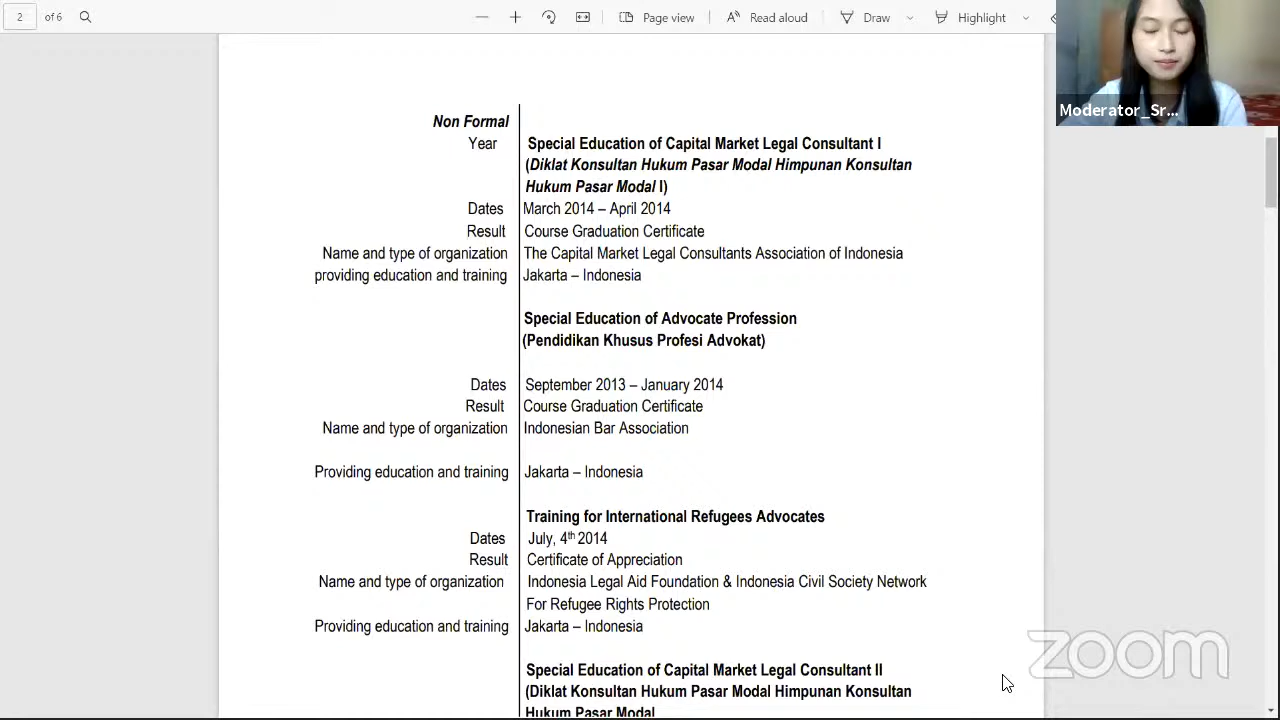 2 of 6 Page view Read aloud Draw Highlight
Moderator_Sr...
Non Formal
Year Special Education of Capital Market Legal Consultant I
(Diklat Konsultan Hukum Pasar Modal Himpunan Konsultan
Hukum Pasar Modal I)
Dates March 2014 – April 2014
Result Course Graduation Certificate
Name and type of organization The Capital Market Legal Consultants Association of Indonesia
providing education and training Jakarta – Indonesia
Special Education of Advocate Profession
(Pendidikan Khusus Profesi Advokat)
Dates September 2013 – January 2014
Result Course Graduation Certificate
Name and type of organization Indonesian Bar Association
Providing education and training Jakarta – Indonesia
Training for International Refugees Advocates
Dates July, 4th 2014
Result Certificate of Appreciation
Name and type of organization Indonesia Legal Aid Foundation & Indonesia Civil Society Network
For Refugee Rights Protection
Providing education and training Jakarta – Indonesia
Special Education of Capital Market Legal Consultant II
(Diklat Konsultan Hukum Pasar Modal Himpunan Konsultan
Hukum Pasar Modal
zoom